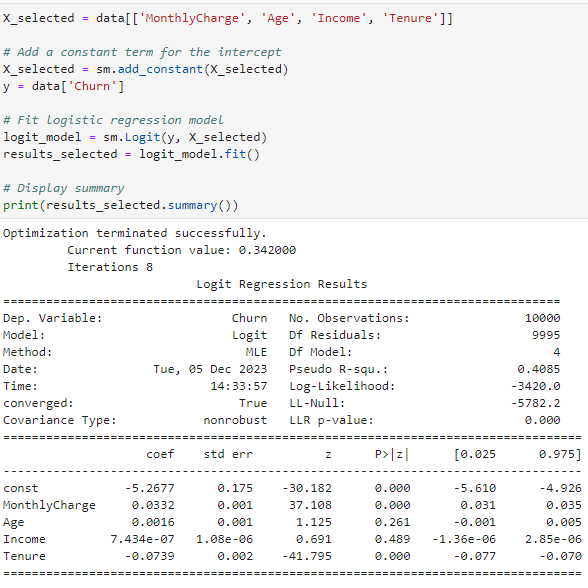 X_selected = data[['MonthlyCharge', 'Age', 'Income', 'Tenure']]
# Add a constant term for the intercept
X_selected = sm.add_constant(X_selected)
y = data['Churn']
# Fit logistic regression model
logit_model = sm.Logit(y, X_selected)
results_selected = logit_model.fit()
# Display summary
print(results_selected.summary())
Optimization terminated successfully.
         Current function value: 0.342000
         Iterations 8
                           Logit Regression Results
==============================================================================
Dep. Variable:                  Churn   No. Observations:                10000
Model:                          Logit   Df Residuals:                     9995
Method:                           MLE   Df Model:                            4
Date:                Tue, 05 Dec 2023   Pseudo R-squ.:                  0.4085
Time:                        14:33:57   Log-Likelihood:                -3420.0
converged:                       True   LL-Null:                       -5782.2
Covariance Type:            nonrobust   LLR p-value:                     0.000
=================================================================================
                    coef    std err          z      P>|z|      [0.025      0.975]
---------------------------------------------------------------------------------
const            -5.2677      0.175    -30.182      0.000      -5.610      -4.926
MonthlyCharge     0.0332      0.001     37.108      0.000       0.031       0.035
Age               0.0016      0.001      1.125      0.261      -0.001       0.005
Income         7.434e-07   1.08e-06      0.691      0.489   -1.36e-06    2.85e-06
Tenure           -0.0739      0.002    -41.795      0.000      -0.077      -0.070
=================================================================================